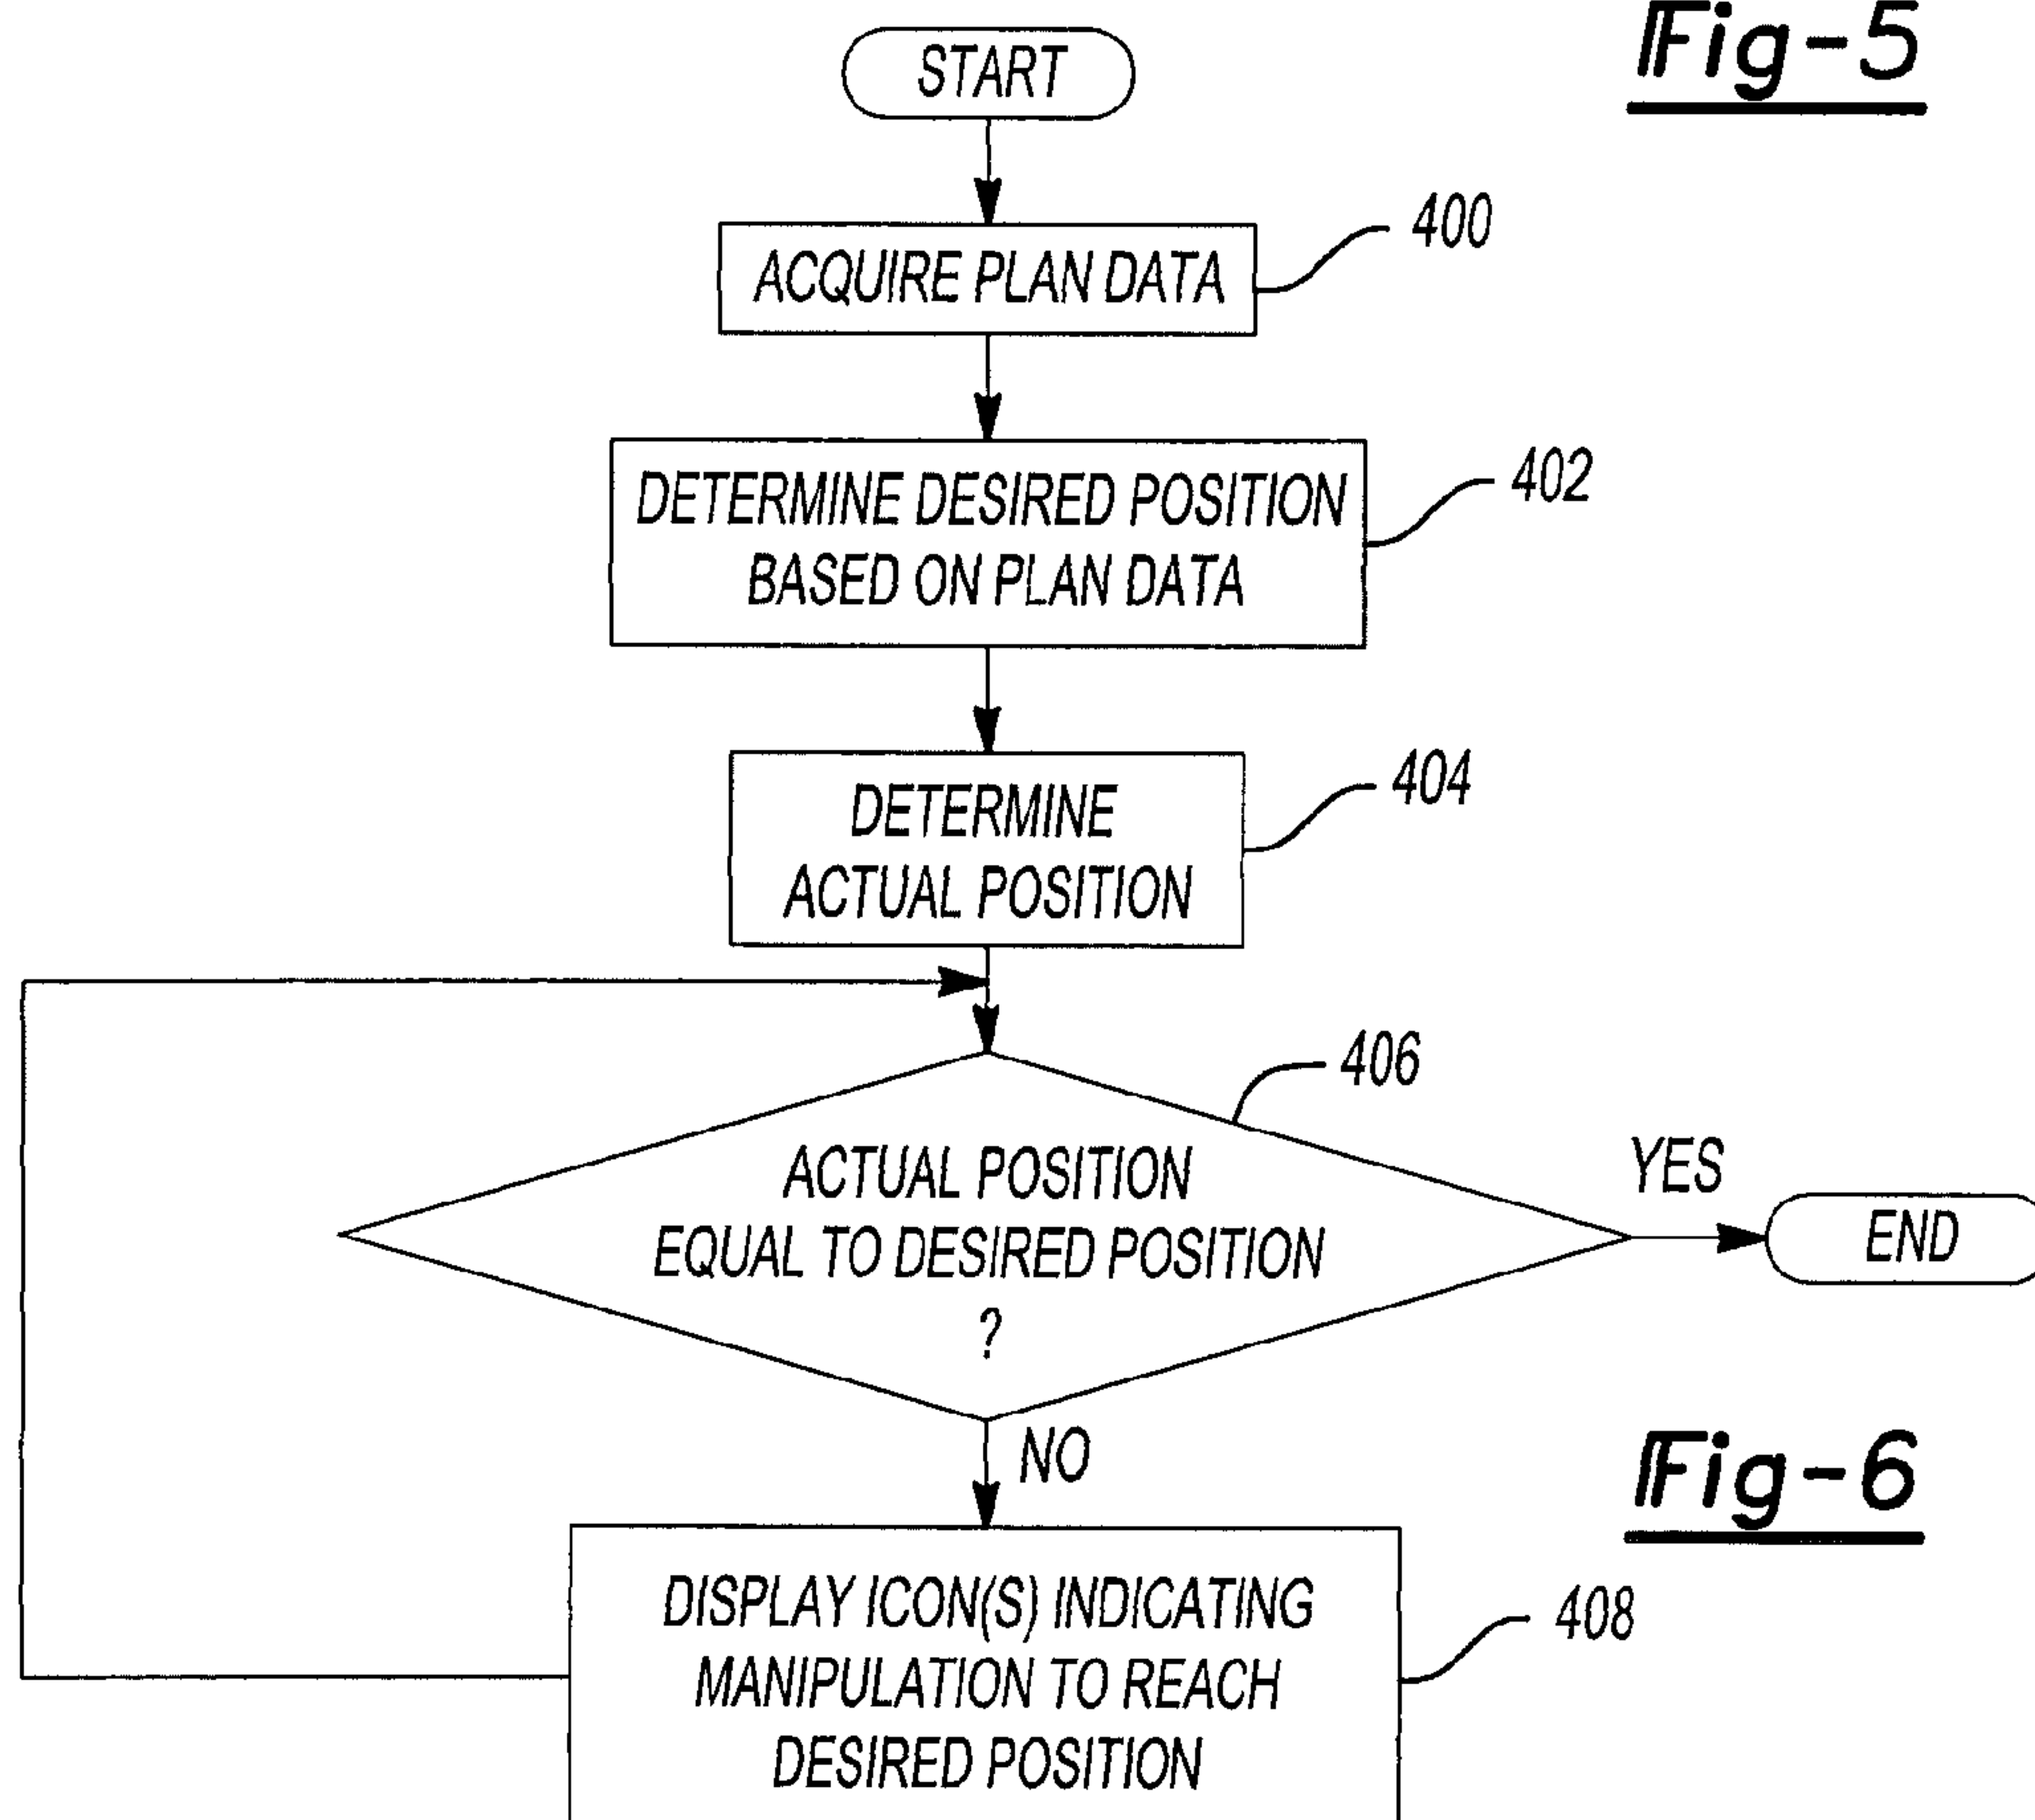 Fig-5
START
400
ACQUIRE PLAN DATA
402
DETERMINE DESIRED POSITION
BASED ON PLAN DATA
404
DETERMINE
ACTUAL POSITION
406
ACTUAL POSITION
EQUAL TO DESIRED POSITION
?
YES
END
NO
Fig-6
408
DISPLAY ICON(S) INDICATING
MANIPULATION TO REACH
DESIRED POSITION